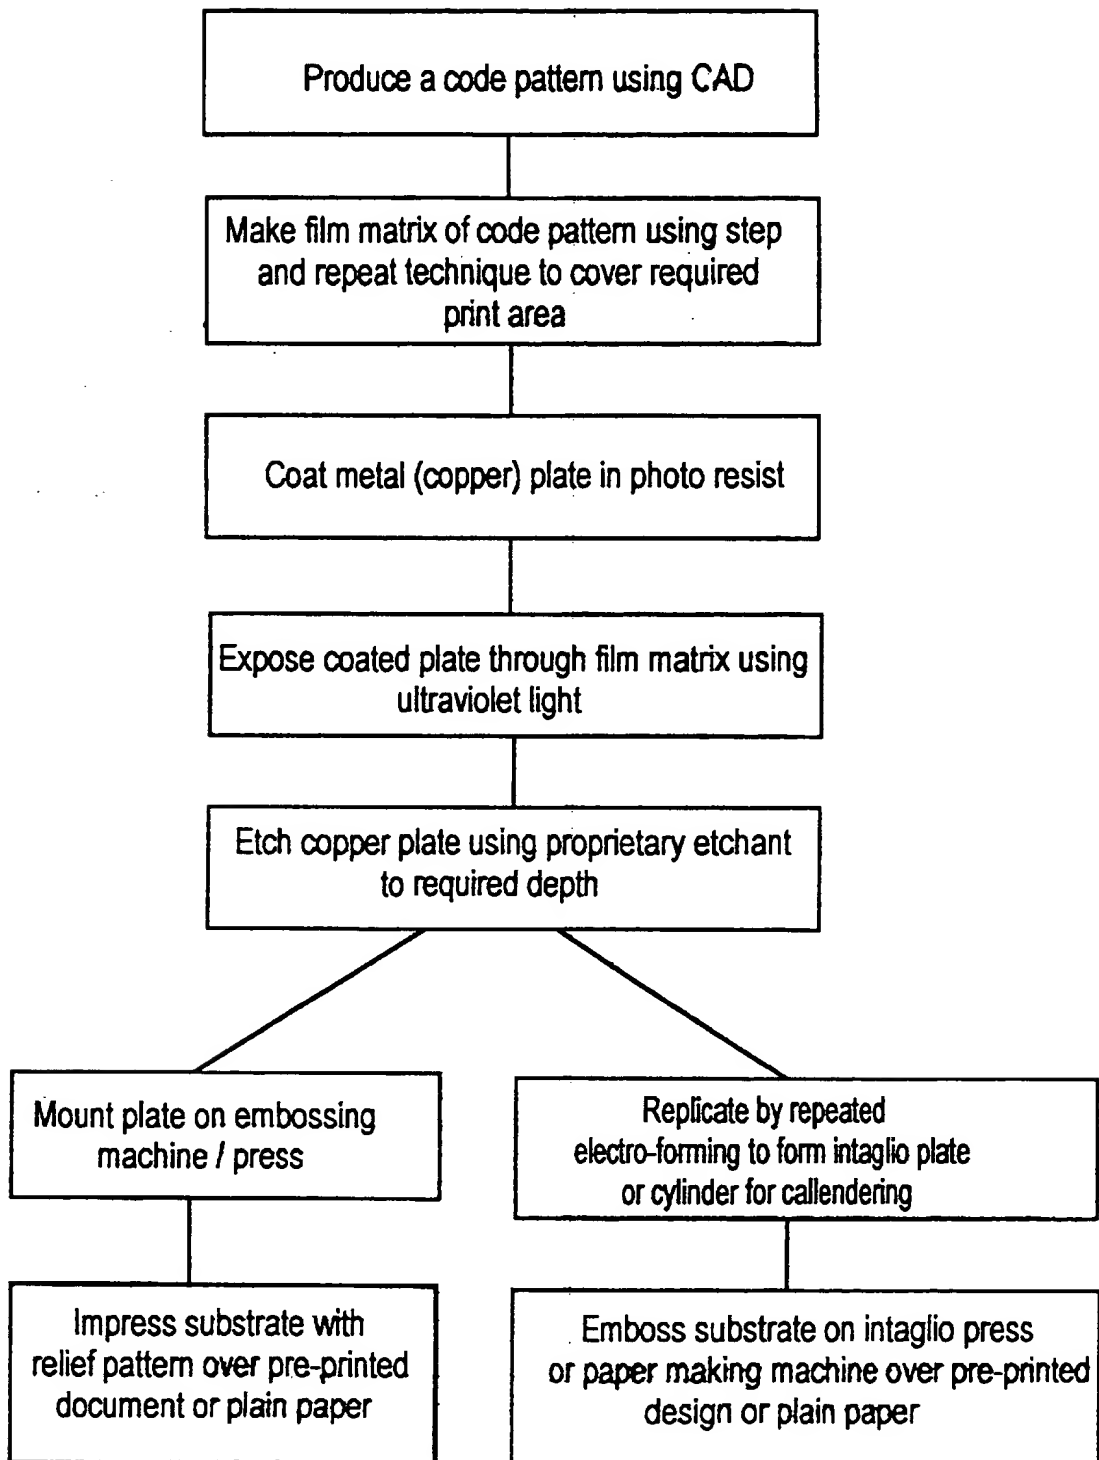 Produce a code pattern using CAD
Make film matrix of code pattern using step
and repeat technique to cover required
print area
Coat metal (copper) plate in photo resist
Expose coated plate through film matrix using
ultraviolet light
Etch copper plate using proprietary etchant
to required depth
Mount plate on embossing
machine / press
Replicate by repeated
electro-forming to form intaglio plate
or cylinder for callendering
Impress substrate with
relief pattern over pre-printed
document or plain paper
Emboss substrate on intaglio press
or paper making machine over pre-printed
design or plain paper